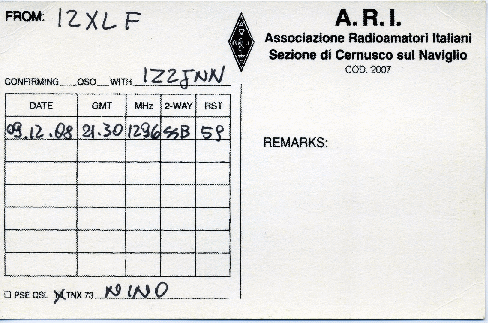 FROM: I2XLF
A.R.I.
Associazione Radioamatori Italiani
Sezione di Cernusco sul Naviglio
COD. 2007
CONFIRMING QSO WITH IZ2JNN
DATE GMT MHz 2-WAY RST
09.12.08 21.30 1296 SSB 59
REMARKS:
PSE QSL TNX 73 NINO